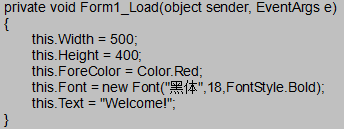 private void Form1_Load(object sender, EventArgs e)
{
this.Width = 500;
this.Height = 400;
this.ForeColor = Color.Red;
this.Font = new Font("黑体",18,FontStyle.Bold);
this.Text = "Welcome!";
}